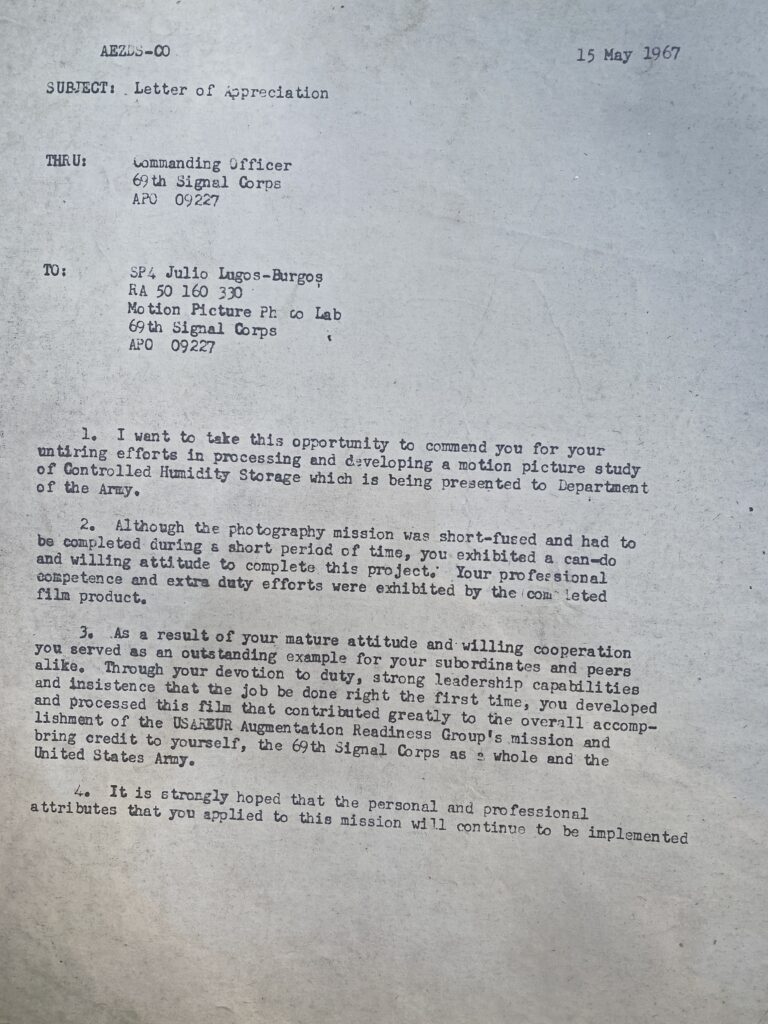 AEZDS-CO
15 May 1967
SUBJECT: Letter of Appreciation
THRU: Commanding Officer
69th Signal Corps
APO 09227
TO: SP4 Julio Lugos-Burgos
RA 50 160 330
Motion Picture Ph to Lab
69th Signal Corps
APO 09227
1. I want to take this opportunity to commend you for your
untiring efforts in processing and developing a motion picture study
of Controlled Humidity Storage which is being presented to Department
of the Army.
2. Although the photography mission was short-fused and had to
be completed during a short period of time, you exhibited a can-do
and willing attitude to complete this project. Your professional
competence and extra duty efforts were exhibited by the completed
film product.
3. As a result of your mature attitude and willing cooperation
you served as an outstanding example for your subordinates and peers
alike. Through your devotion to duty, strong leadership capabilities
and insistence that the job be done right the first time, you developed
and processed this film that contributed greatly to the overall accomp-
lishment of the USAREUR Augmentation Readiness Group's mission and
bring credit to yourself, the 69th Signal Corps as a whole and the
United States Army.
4. It is strongly hoped that the personal and professional
attributes that you applied to this mission will continue to be implemented